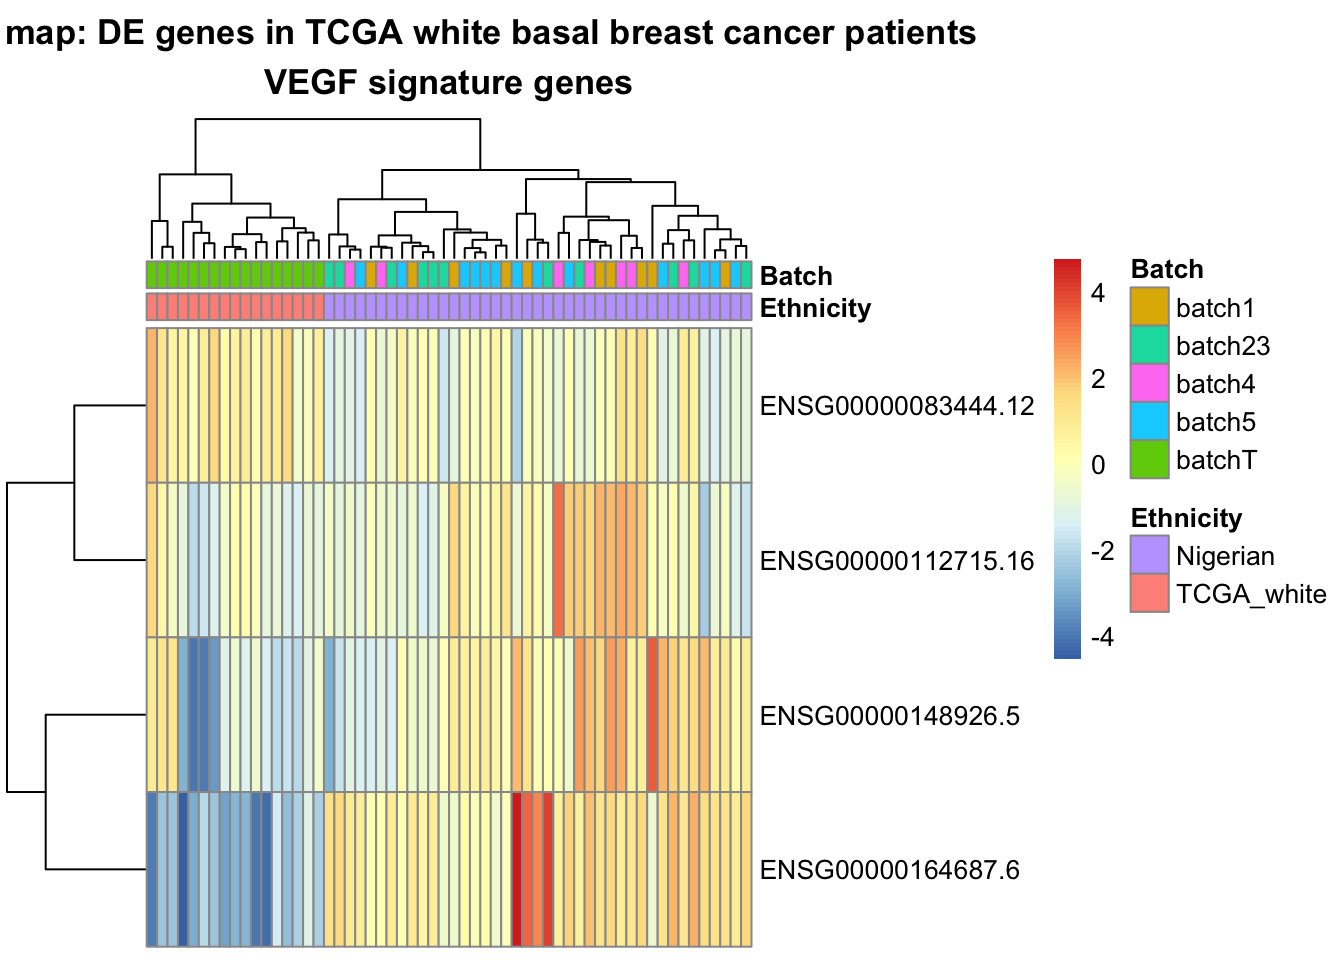 map: DE genes in TCGA white basal breast cancer patients
VEGF signature genes
Batch
Ethnicity
ENSG00000083444.12
ENSG00000112715.16
ENSG00000148926.5
ENSG00000164687.6
4
2
0
-2
-4
Batch
batch1
batch23
batch4
batch5
batchT
Ethnicity
Nigerian
TCGA_white